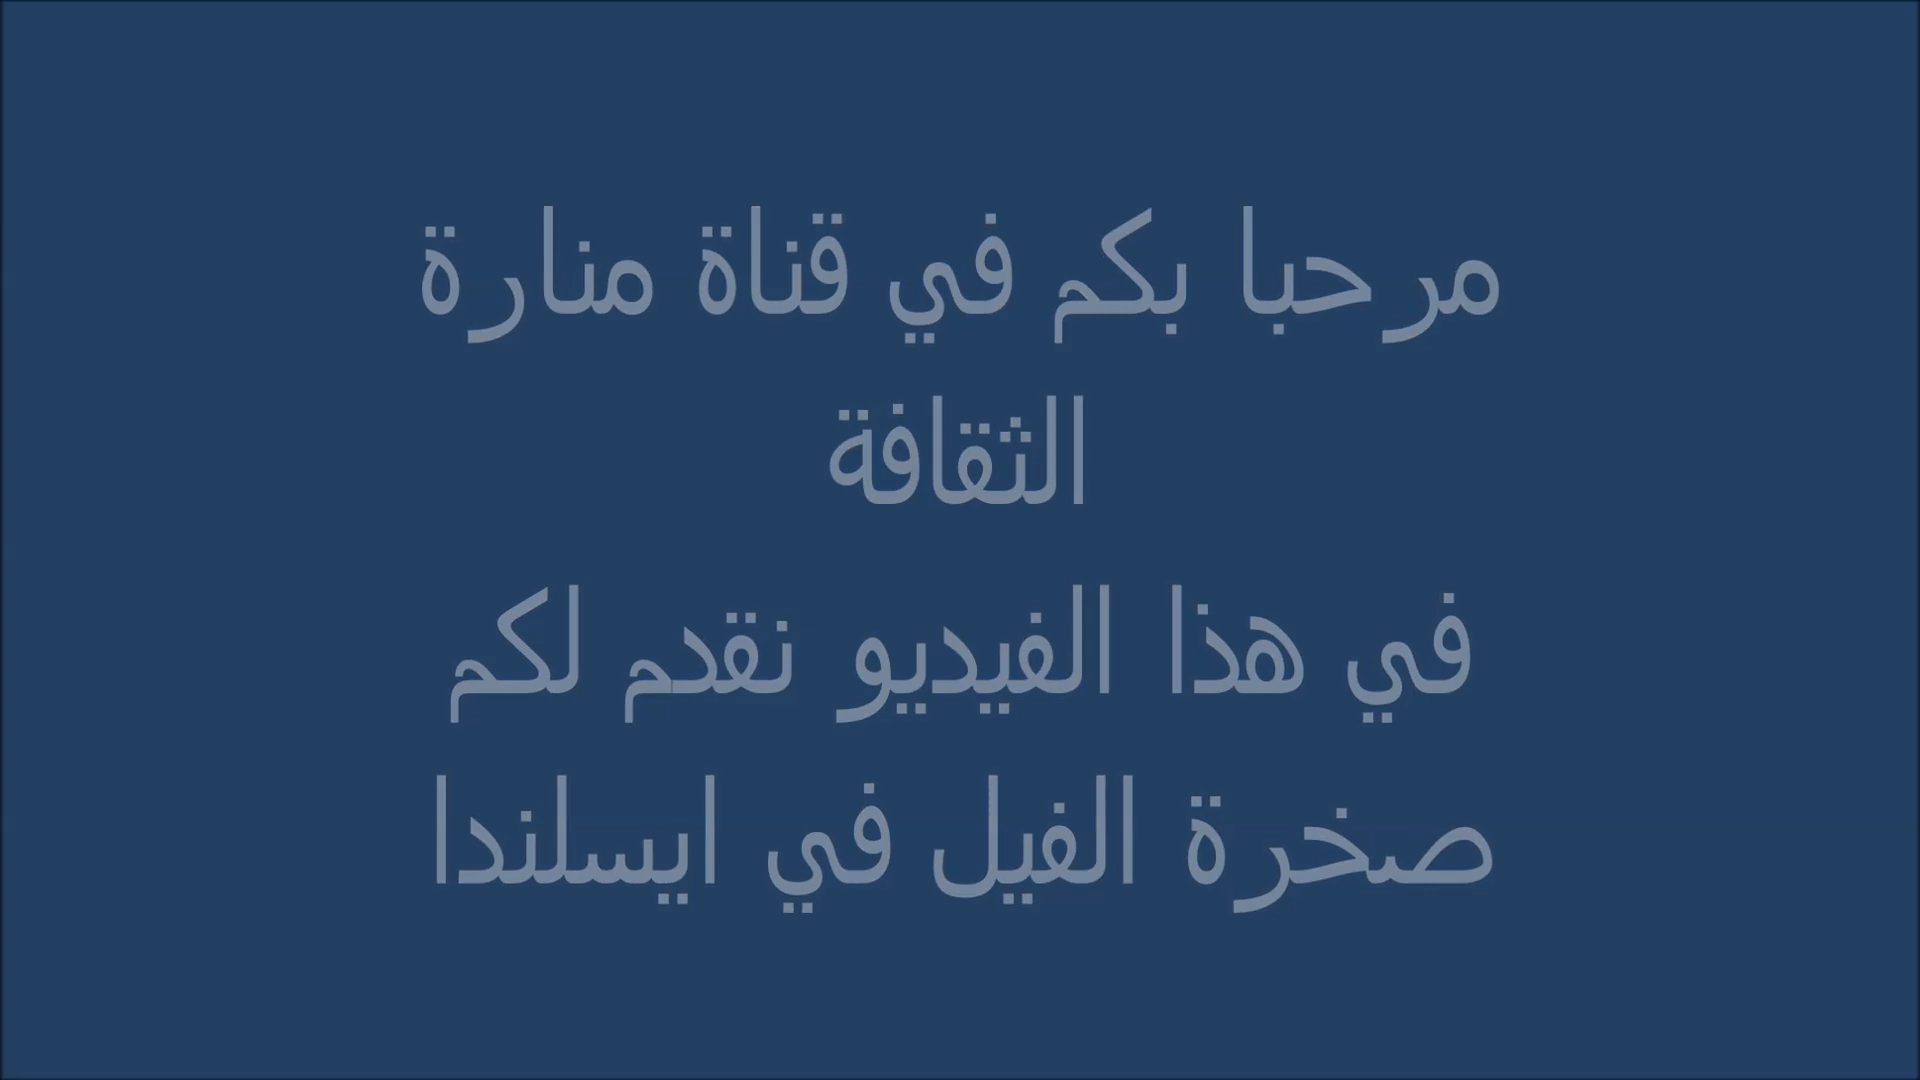 مرحبا بكم في قناة منارة
الثقافة
في هذا الفيديو نقدم لكم
صخرة الفيل في ايسلندا